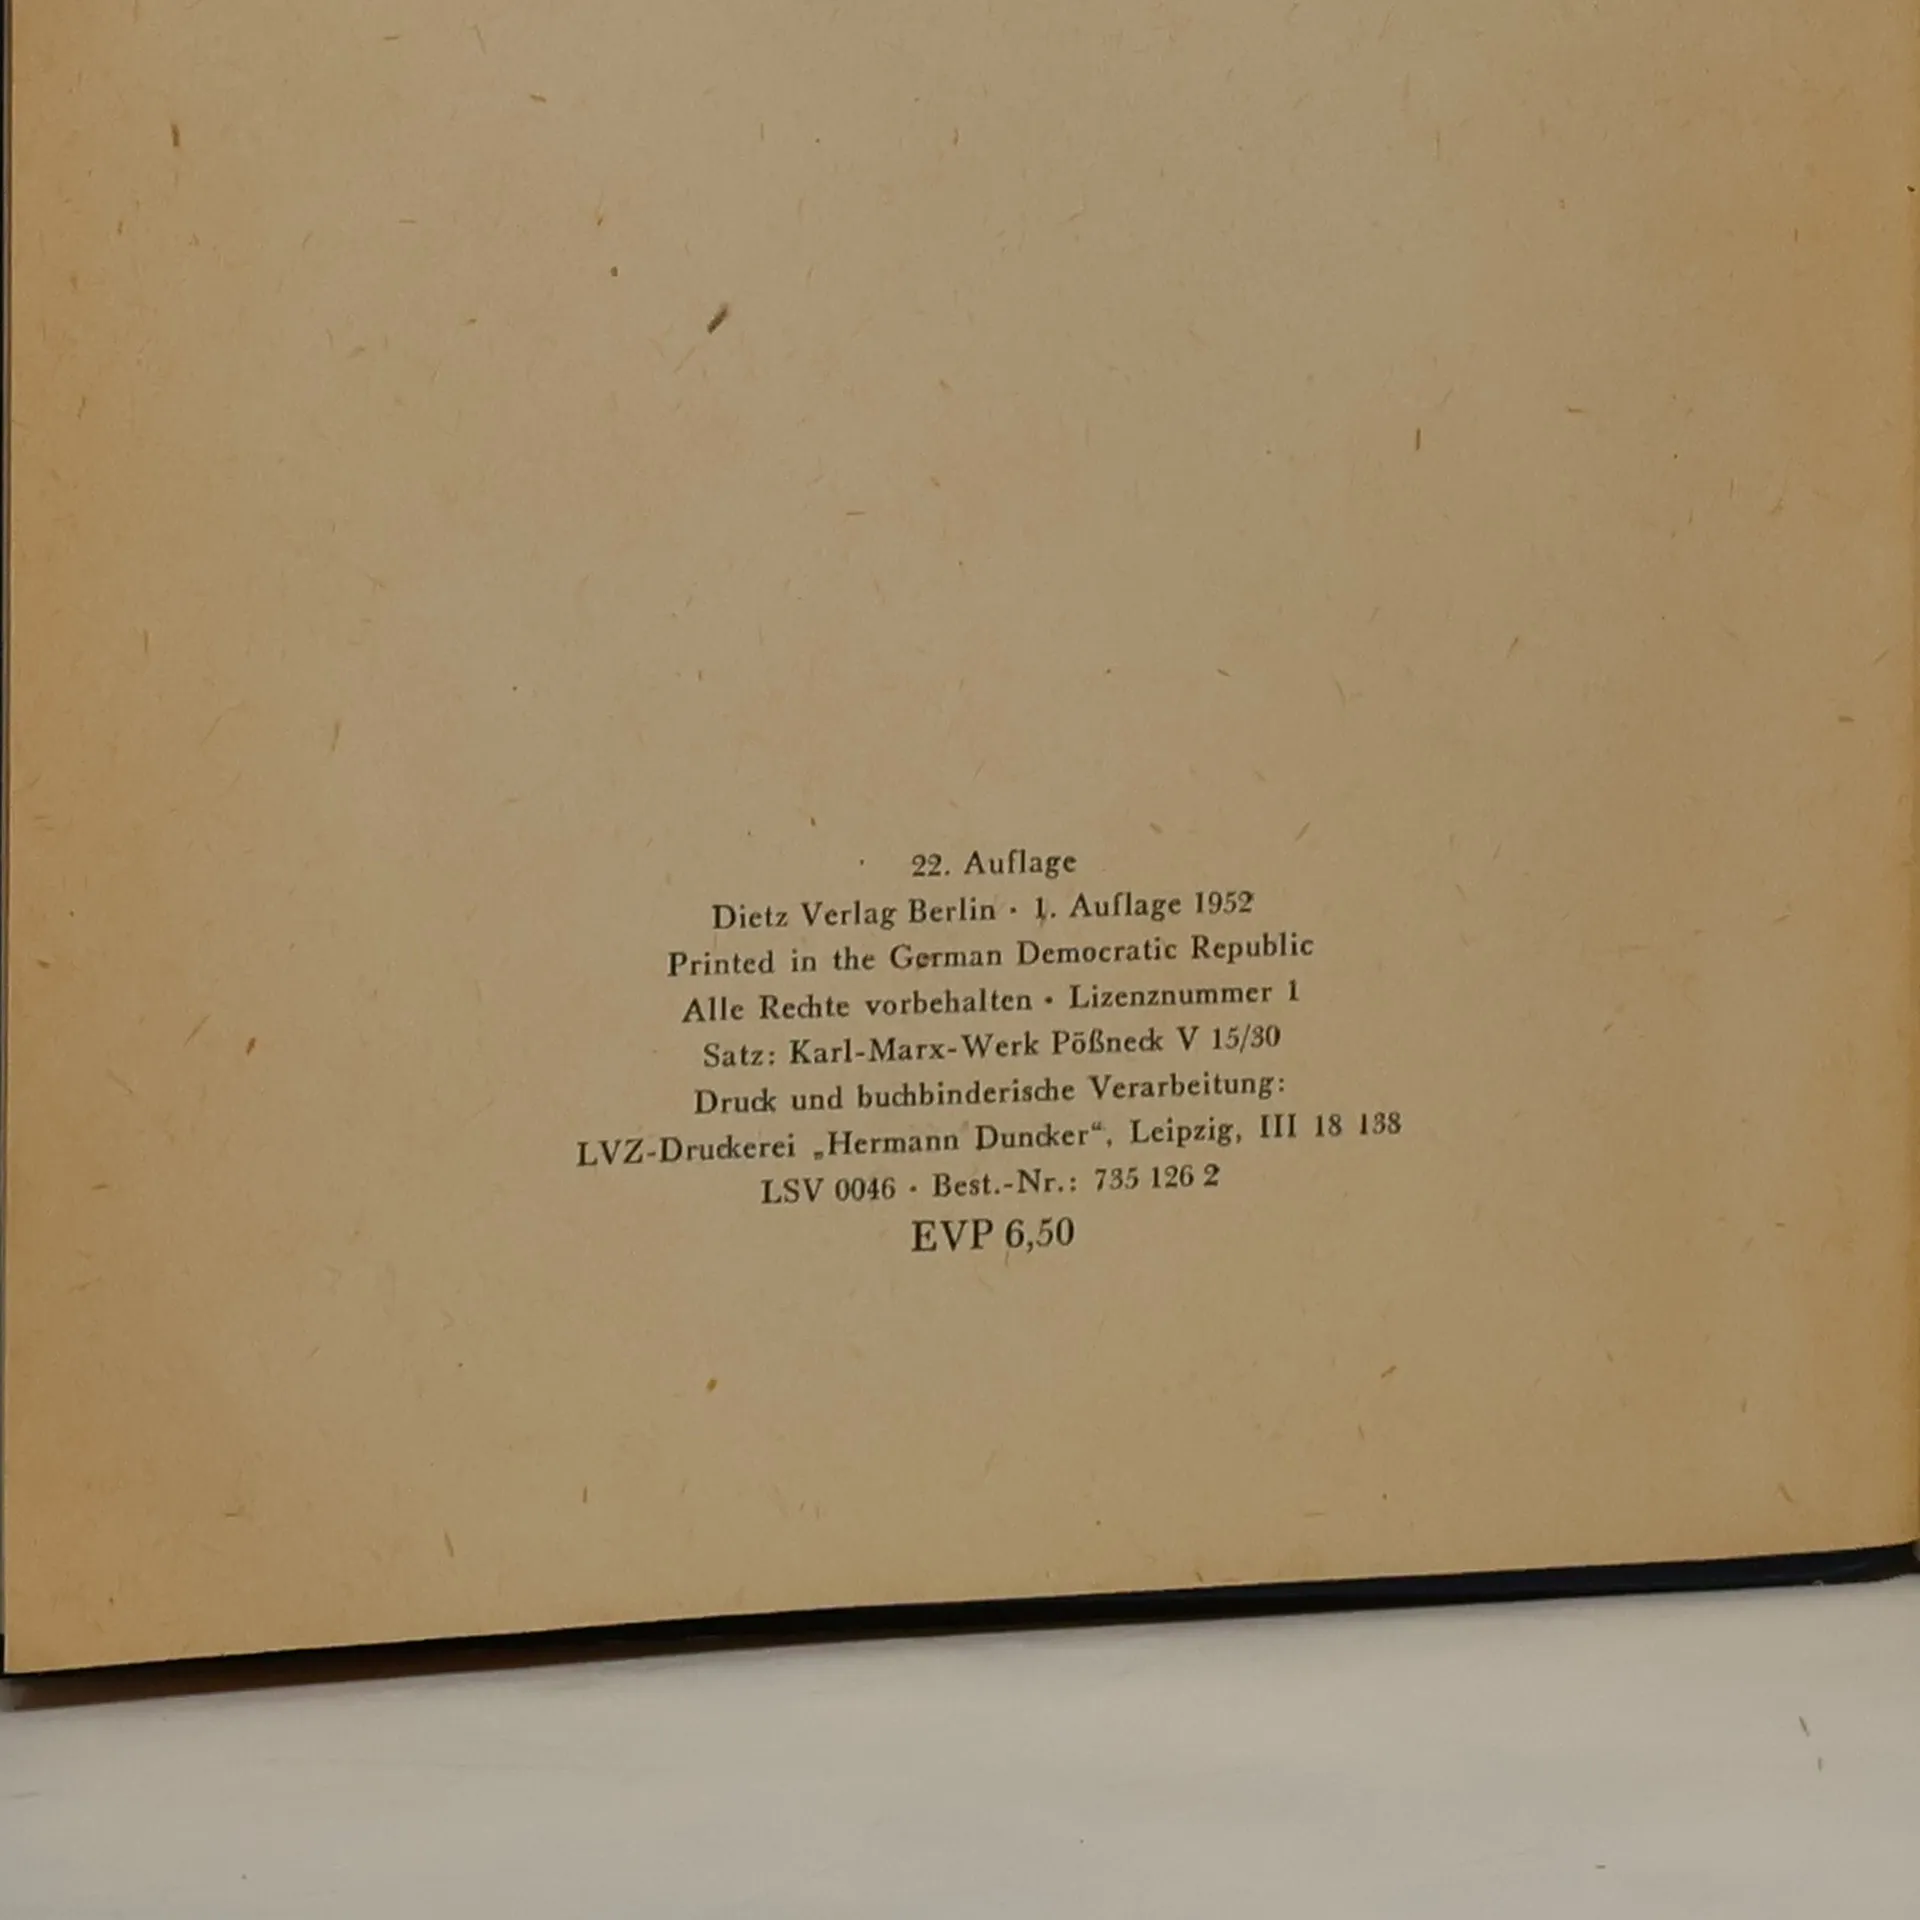 22. Auflage
Dietz Verlag Berlin · 1. Auflage 1952
Printed in the German Democratic Republic
Alle Rechte vorbehalten · Lizenznummer 1
Satz: Karl-Marx-Werk Pößneck V 15/30
Druck und buchbinderische Verarbeitung:
LVZ-Druckerei „Hermann Duncker“, Leipzig, III 18 138
LSV 0046 · Best.-Nr.: 735 126 2
EVP 6,50